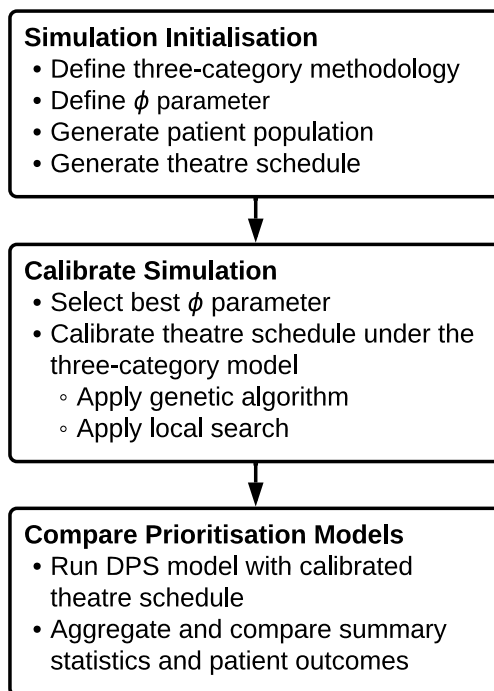 Simulation Initialisation
• Define three-category methodology
• Define ϕ parameter
• Generate patient population
• Generate theatre schedule
Calibrate Simulation
• Select best ϕ parameter
• Calibrate theatre schedule under the
three-category model
◦ Apply genetic algorithm
◦ Apply local search
Compare Prioritisation Models
• Run DPS model with calibrated
theatre schedule
• Aggregate and compare summary
statistics and patient outcomes